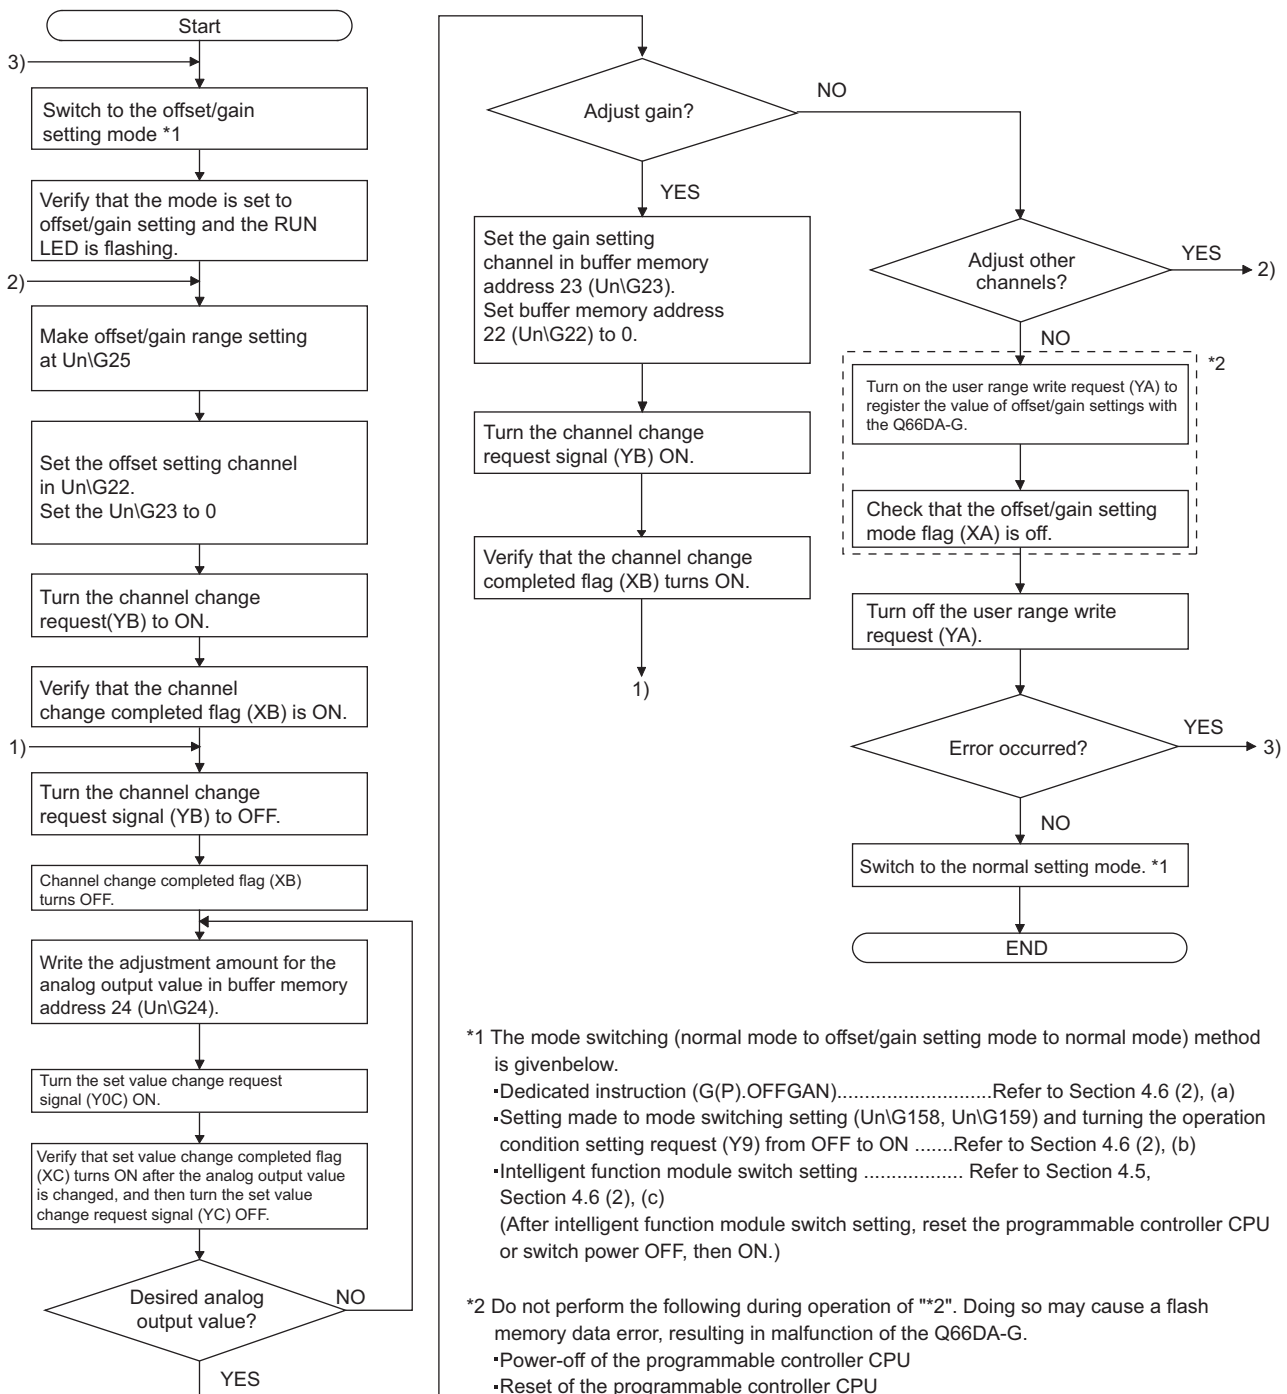 Start
3)
Switch to the offset/gain
setting mode *1
Verify that the mode is set to
offset/gain setting and the RUN
LED is flashing.
2)
Make offset/gain range setting
at Un\G25
Set the offset setting channel
in Un\G22.
Set the Un\G23 to 0
Turn the channel change
request(YB) to ON.
Verify that the channel
change completed flag (XB) is ON.
1)
Turn the channel change
request signal (YB) to OFF.
Channel change completed flag (XB)
turns OFF.
Write the adjustment amount for the
analog output value in buffer memory
address 24 (Un\G24).
Turn the set value change request
signal (Y0C) ON.
Verify that set value change completed flag
(XC) turns ON after the analog output value
is changed, and then turn the set value
change request signal (YC) OFF.
Desired analog
output value?
NO
YES
Adjust gain?
NO
YES
Set the gain setting
channel in buffer memory
address 23 (Un\G23).
Set buffer memory address
22 (Un\G22) to 0.
Turn the channel change
request signal (YB) ON.
Verify that the channel change
completed flag (XB) turns ON.
1)
Adjust other
channels?
YES
2)
NO
*2
Turn on the user range write request (YA) to
register the value of offset/gain settings with
the Q66DA-G.
Check that the offset/gain setting
mode flag (XA) is off.
Turn off the user range write
request (YA).
Error occurred?
YES
3)
NO
Switch to the normal setting mode. *1
END
*1 The mode switching (normal mode to offset/gain setting mode to normal mode) method
is givenbelow.
▪Dedicated instruction (G(P).OFFGAN)............................Refer to Section 4.6 (2), (a)
▪Setting made to mode switching setting (Un\G158, Un\G159) and turning the operation
condition setting request (Y9) from OFF to ON .......Refer to Section 4.6 (2), (b)
▪Intelligent function module switch setting .................. Refer to Section 4.5,
Section 4.6 (2), (c)
(After intelligent function module switch setting, reset the programmable controller CPU
or switch power OFF, then ON.)
*2 Do not perform the following during operation of "*2". Doing so may cause a flash
memory data error, resulting in malfunction of the Q66DA-G.
▪Power-off of the programmable controller CPU
▪Reset of the programmable controller CPU